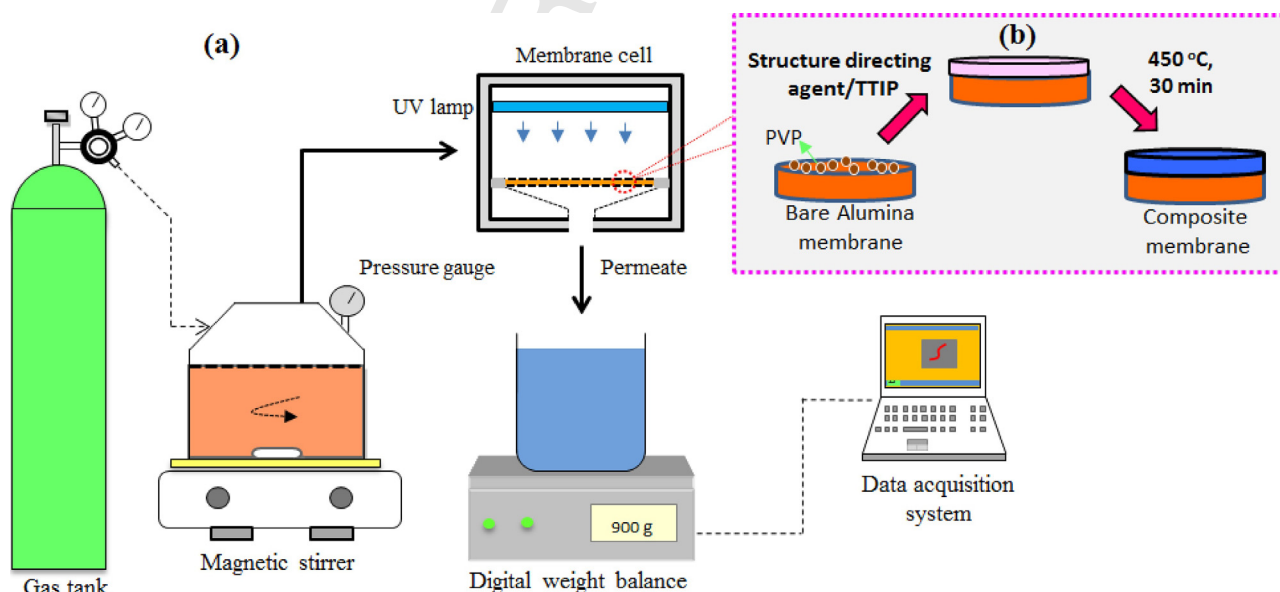 (a)
Membrane cell
UV lamp
Pressure gauge
Permeate
Magnetic stirrer
Gas tank
900 g
Digital weight balance
Data acquisition
system
(b)
Structure directing
agent/TTIP
450 °C,
30 min
PVP
Bare Alumina
membrane
Composite
membrane